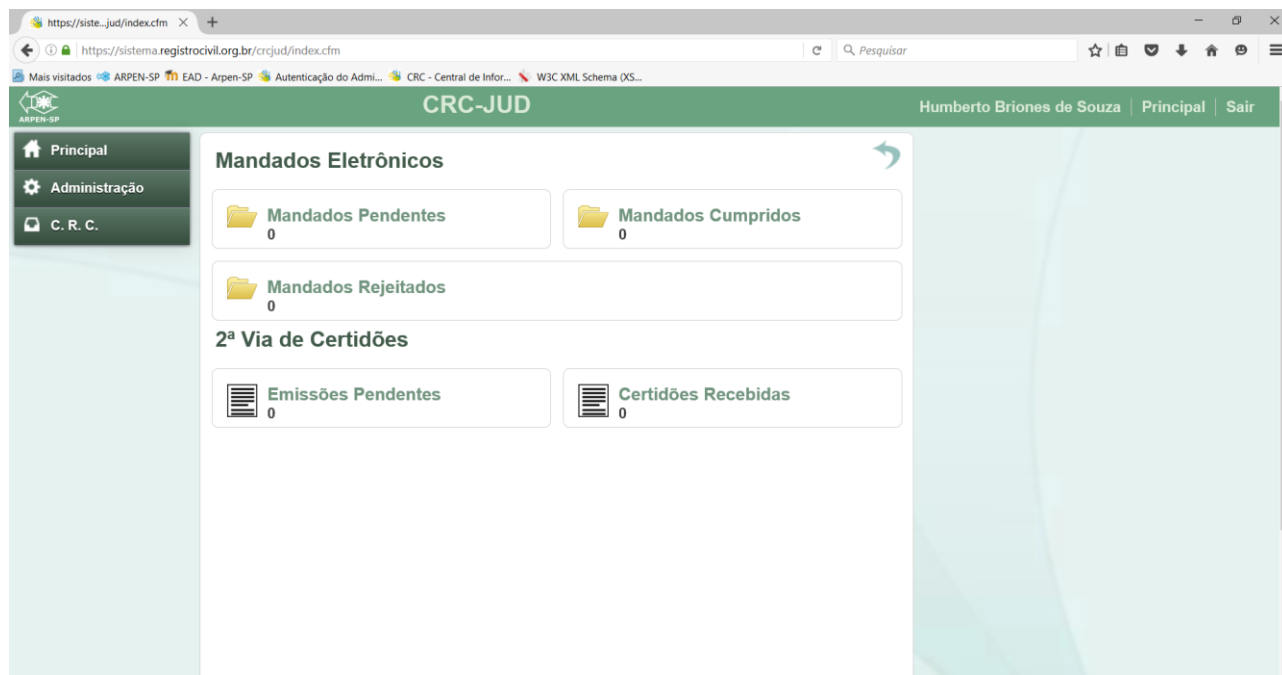 https://siste...jud/index.cfm
https://sistema.registrocivil.org.br/crcjud/index.cfm
Pesquisar
Mais visitados ARPEN-SP EAD - Arpen-SP Autenticação do Admi... CRC - Central de Infor... W3C XML Schema (XS...
ARPEN-SP
CRC-JUD
Humberto Briones de Souza | Principal | Sair
Principal
Administração
C. R. C.
Mandados Eletrônicos
Mandados Pendentes
0
Mandados Cumpridos
0
Mandados Rejeitados
0
2ª Via de Certidões
Emissões Pendentes
0
Certidões Recebidas
0